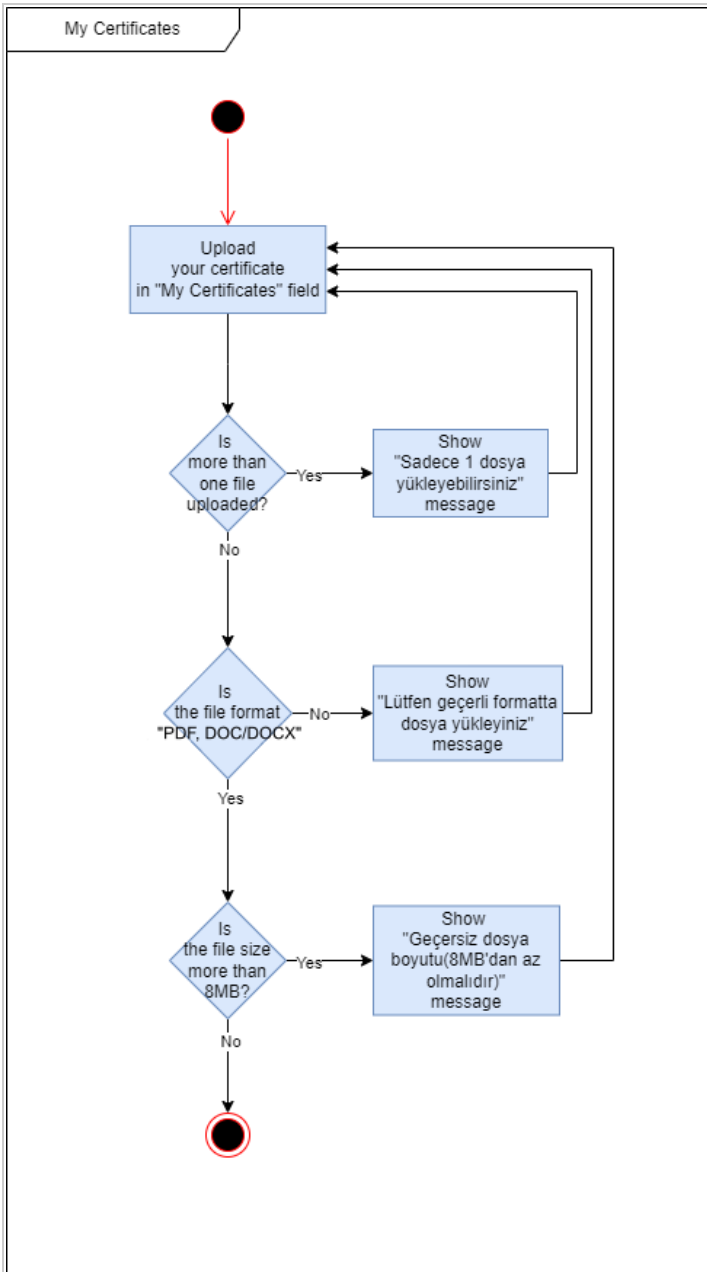 My Certificates
Upload
your certificate
in "My Certificates" field
Is
more than
one file
uploaded?
Yes
Show
"Sadece 1 dosya
yükleyebilirsiniz"
message
No
Is
the file format
"PDF, DOC/DOCX"
No
Show
"Lütfen geçerli formatta
dosya yükleyiniz"
message
Yes
Is
the file size
more than
8MB?
Yes
Show
"Geçersiz dosya
boyutu(8MB'dan az
olmalıdır)"
message
No